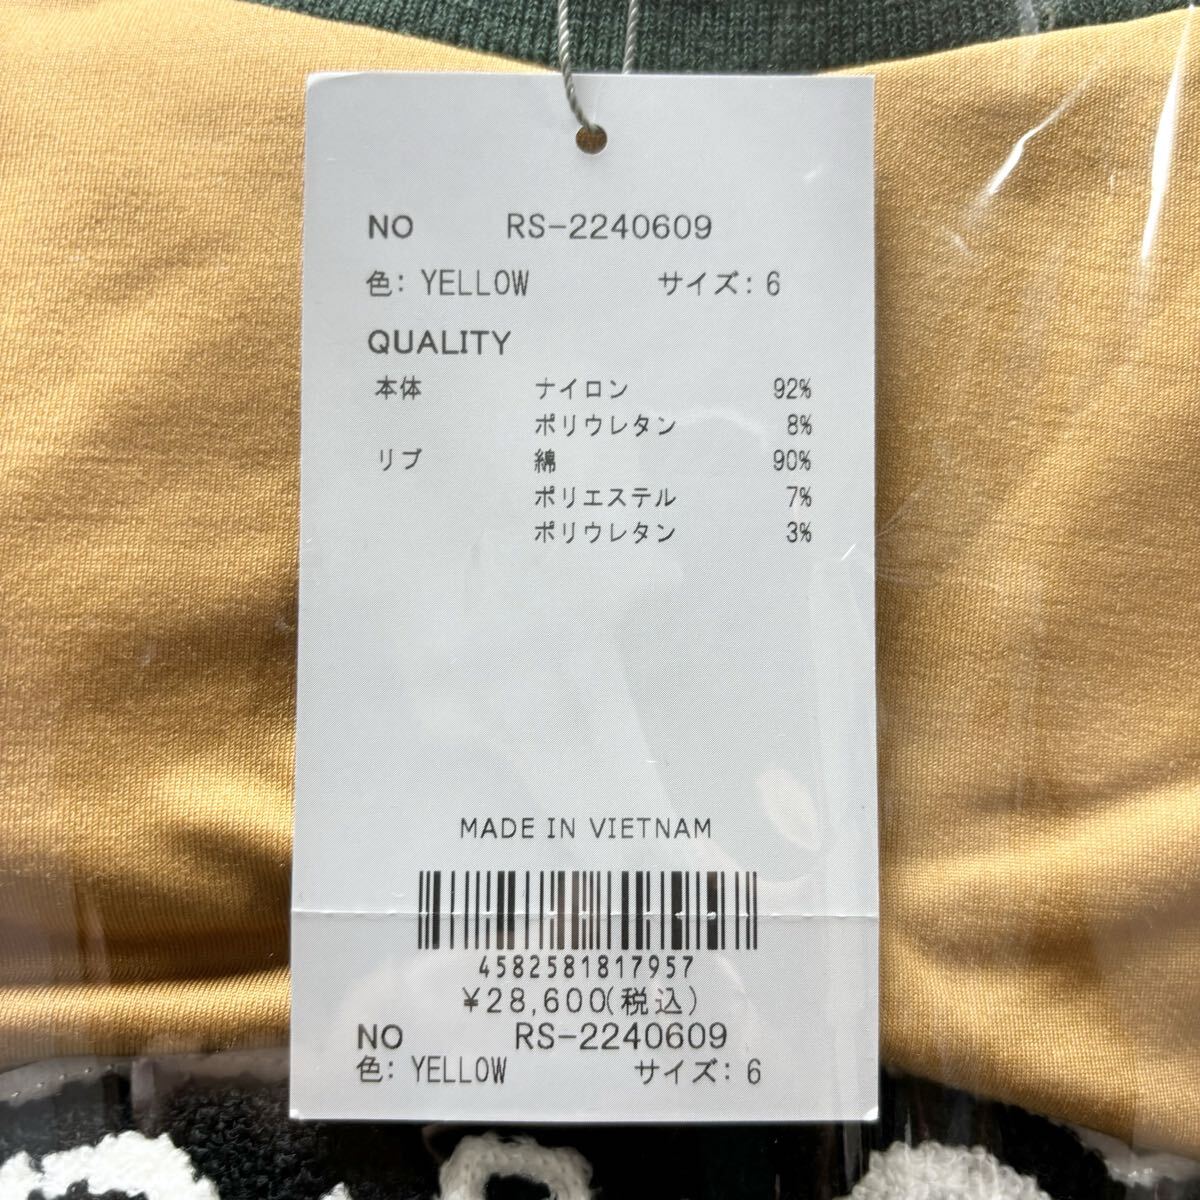 NO RS-2240609
色: YELLOW サイズ: 6
QUALITY
本体 ナイロン 92%
ポリウレタン 8%
リブ 綿 90%
ポリエステル 7%
ポリウレタン 3%
MADE IN VIETNAM
4582581817957
¥28,600(税込)
NO RS-2240609
色: YELLOW サイズ: 6